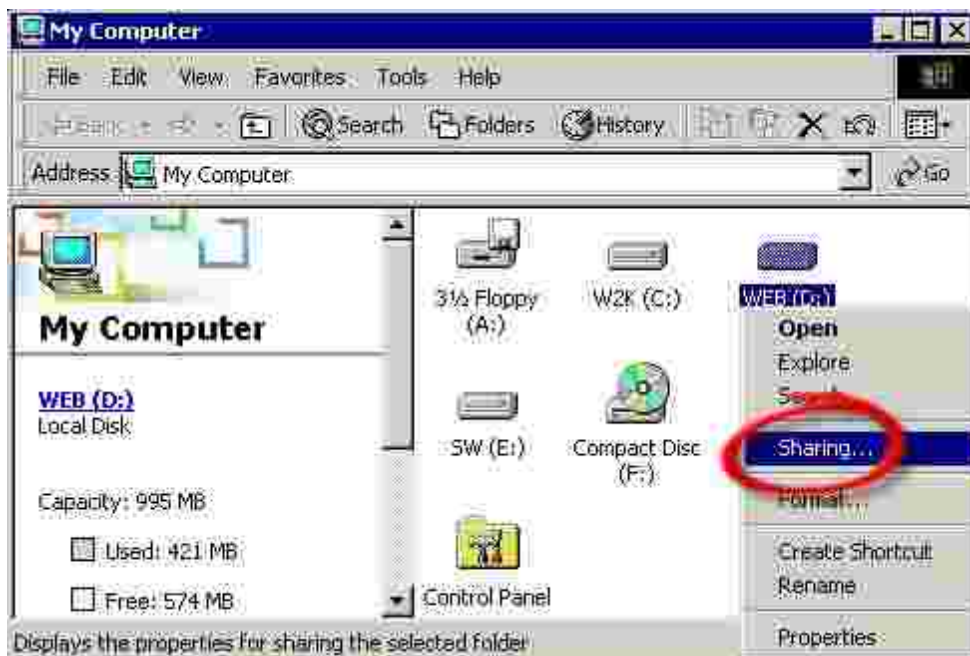 My Computer
File Edit View Favorites Tools Help
Search Folders History
Address My Computer Go
My Computer
WEB (D:)
Local Disk
Capacity: 995 MB
Used: 421 MB
Free: 574 MB
3½ Floppy
(A:)
W2K (C:)
WEB (D:)
SW (E:)
Compact Disc
(F:)
Control Panel
Open
Explore
Search...
Sharing...
Format...
Create Shortcut
Rename
Properties
Displays the properties for sharing the selected folder